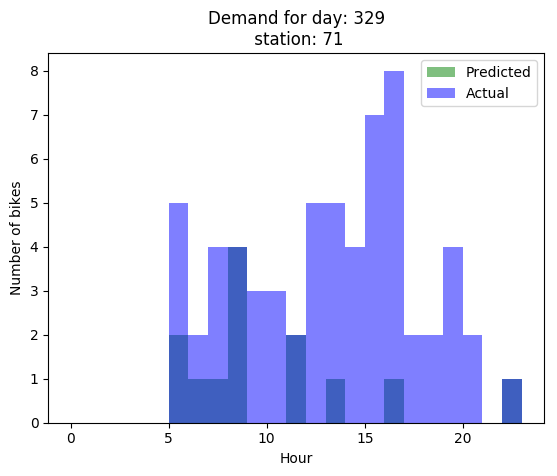 Demand for day: 329
station: 71
Predicted
Actual
Number of bikes
8
7
6
5
4
3
2
1
0
0 5 10 15 20
Hour